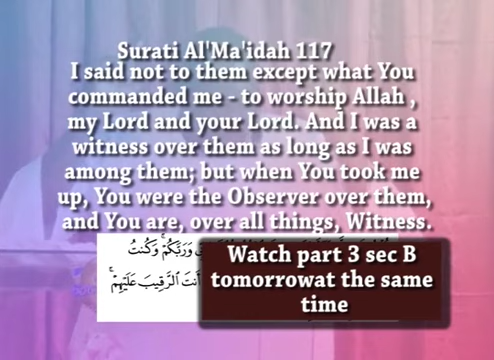 Surati Al'Ma'idah 117
I said not to them except what You
commanded me - to worship Allah ,
my Lord and your Lord. And I was a
witness over them as long as I was
among them; but when You took me
up, You were the Observer over them,
and You are, over all things, Witness.
وَرَبَّكُمْ ۚ وَكُنتُ
أَنتَ ٱلرَّقِيبَ عَلَيْهِمْ ۚ
Watch part 3 sec B
tomorrowat the same
time